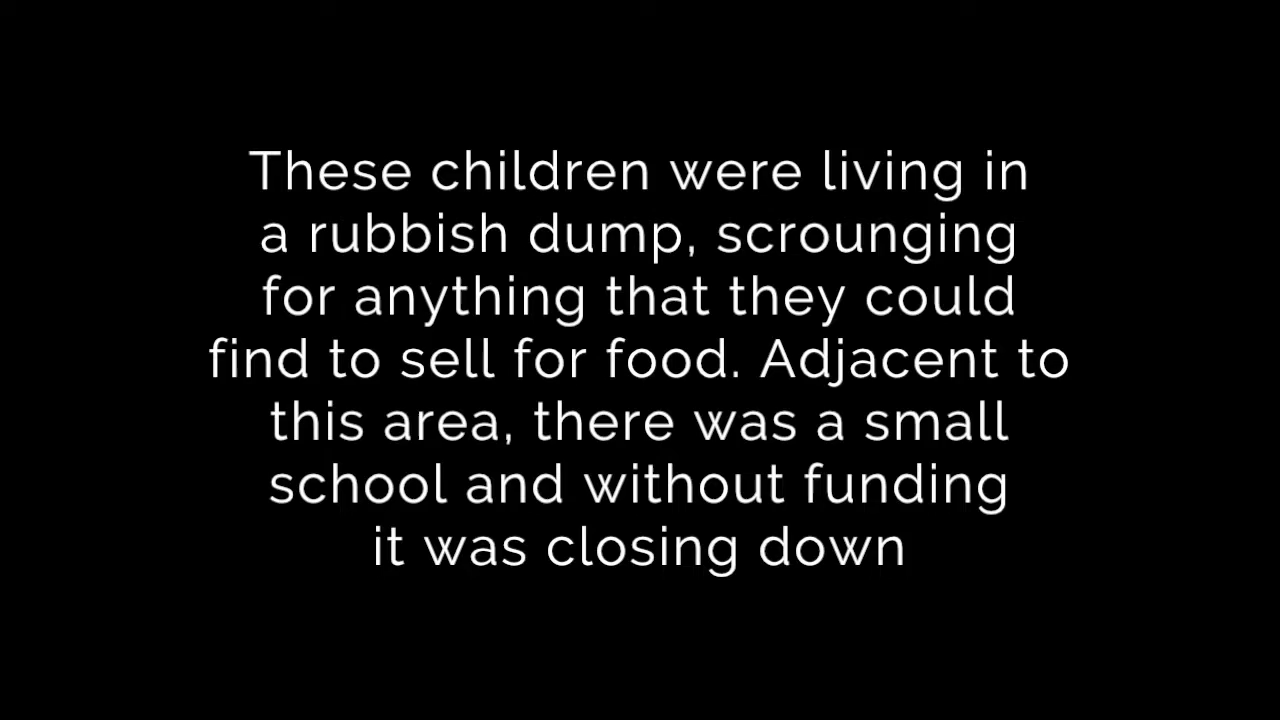 These children were living in
a rubbish dump, scrounging
for anything that they could
find to sell for food. Adjacent to
this area, there was a small
school and without funding
it was closing down